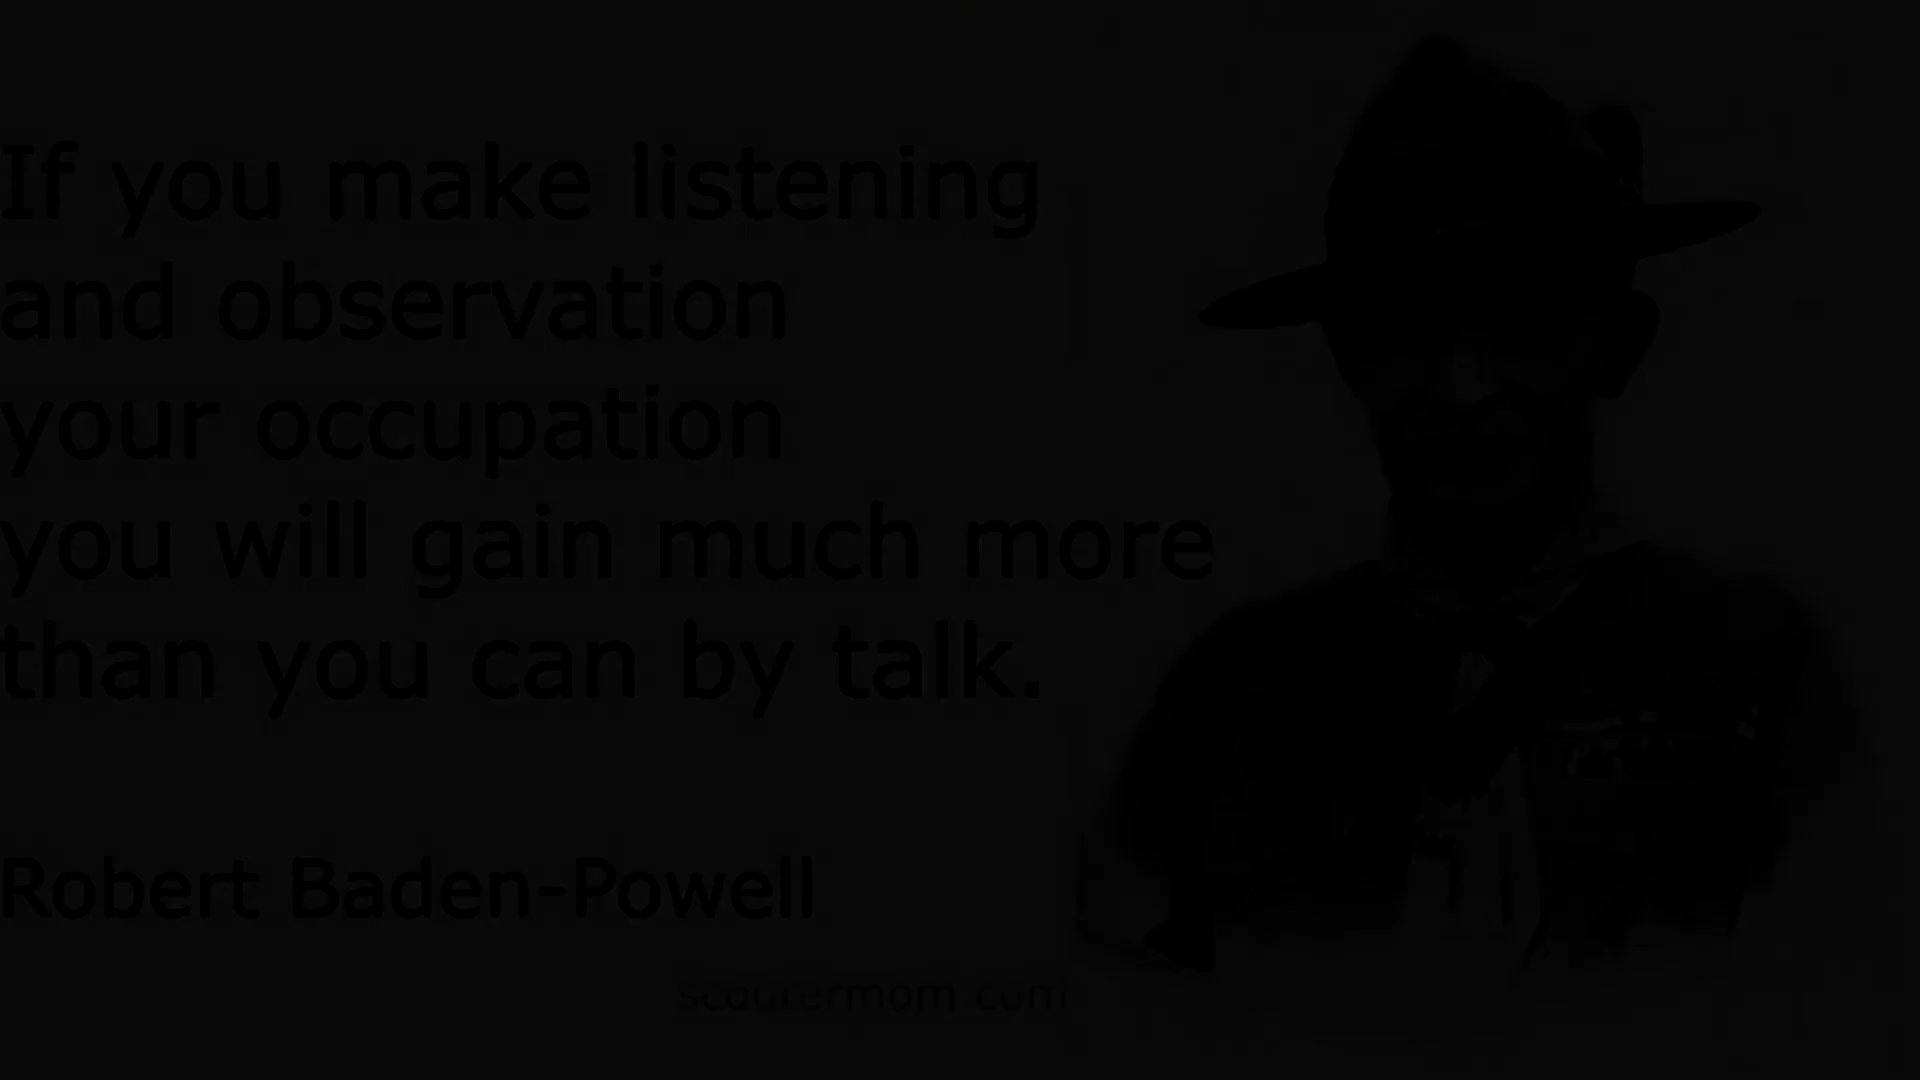 If you make listening
and observation
your occupation
you will gain much more
than you can by talk.
Robert Baden-Powell
scoutermom.com